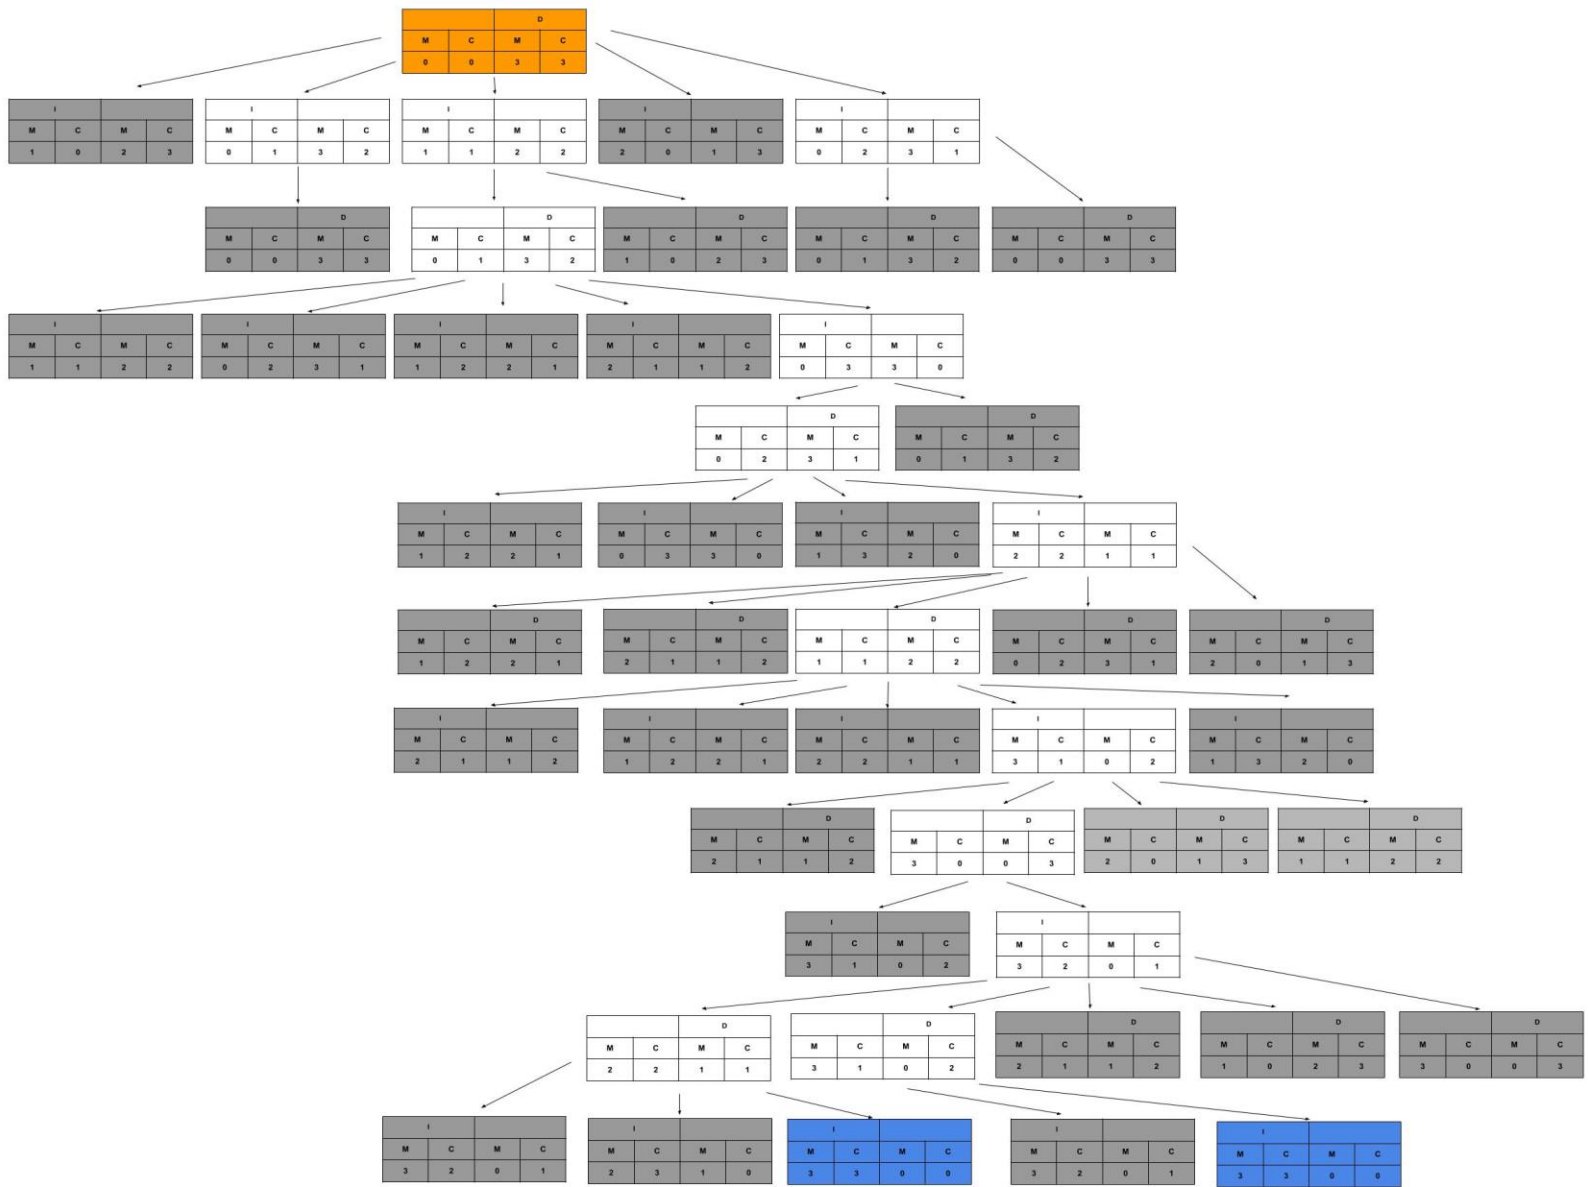 D
M C M C
0 0 3 3
I I I I I
M C M C M C M C M C M C M C M C M C M C
1 0 2 3 0 1 3 2 1 1 2 2 2 0 1 3 0 2 3 1
D D D D D
M C M C M C M C M C M C M C M C M C M C
0 0 3 3 0 1 3 2 1 0 2 3 0 1 3 2 0 0 3 3
I I I I I
M C M C M C M C M C M C M C M C M C M C
1 1 2 2 0 2 3 1 1 2 2 1 2 1 1 2 0 3 3 0
D D
M C M C M C M C
0 2 3 1 0 1 3 2
I I I I
M C M C M C M C M C M C M C M C
1 2 2 1 0 3 3 0 1 3 2 0 2 2 1 1
D D D D D
M C M C M C M C M C M C M C M C M C M C
1 2 2 1 2 1 1 2 1 1 2 2 0 2 3 1 2 0 1 3
I I I I I
M C M C M C M C M C M C M C M C M C M C
2 1 1 2 1 2 2 1 2 2 1 1 3 1 0 2 1 3 2 0
D D D D
M C M C M C M C M C M C M C M C
2 1 1 2 3 0 0 3 2 0 1 3 1 1 2 2
I I
M C M C M C M C
3 1 0 2 3 2 0 1
D D D D D
M C M C M C M C M C M C M C M C M C M C
2 2 1 1 3 1 0 2 2 1 1 2 1 0 2 3 3 0 0 3
I I I I I
M C M C M C M C M C M C M C M C M C M C
3 2 0 1 2 3 1 0 3 3 0 0 3 2 0 1 3 3 0 0